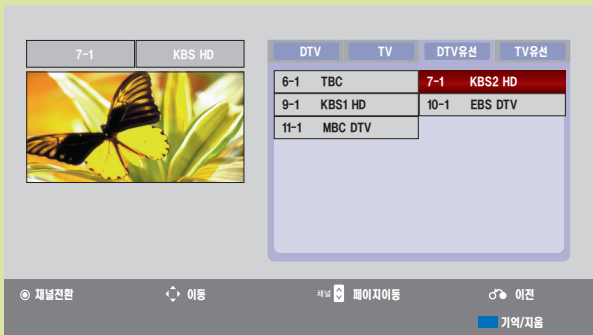 7-1 KBS HD
DTV TV DTV유선 TV유선
6-1 TBC 7-1 KBS2 HD
9-1 KBS1 HD 10-1 EBS DTV
11-1 MBC DTV
채널전환 이동 채널 페이지이동 이전
기억/지움